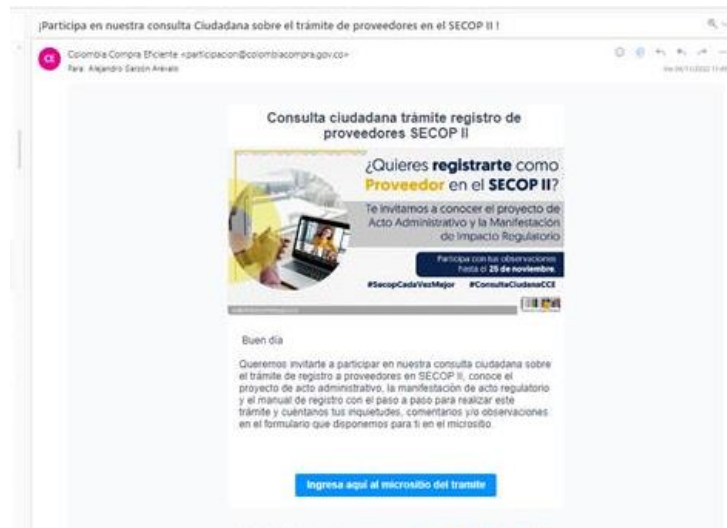 ¡Participa en nuestra consulta Ciudadana sobre el trámite de proveedores en el SECOP II !
CE
Colombia Compra Eficiente <participacion@colombiacompra.gov.co>
Para: Alejandro Garzón Arevalo
Consulta ciudadana trámite registro de
proveedores SECOP II
¿Quieres registrarte como
Proveedor en el SECOP II?
Te invitamos a conocer el proyecto de
Acto Administrativo y la Manifestación
de Impacto Regulatorio
Participa con tus observaciones
hasta el 25 de noviembre.
#SecopCadaVezMejor #ConsultaCiudanaCCE
Buen día
Queremos invitarte a participar en nuestra consulta ciudadana sobre
el trámite de registro a proveedores en SECOP II, conoce el
proyecto de acto administrativo, la manifestación de acto regulatorio
y el manual de registro con el paso a paso para realizar este
trámite y cuéntanos tus inquietudes, comentarios y/o observaciones
en el formulario que disponemos para ti en el micrositio.
Ingresa aquí al micrositio del tramite